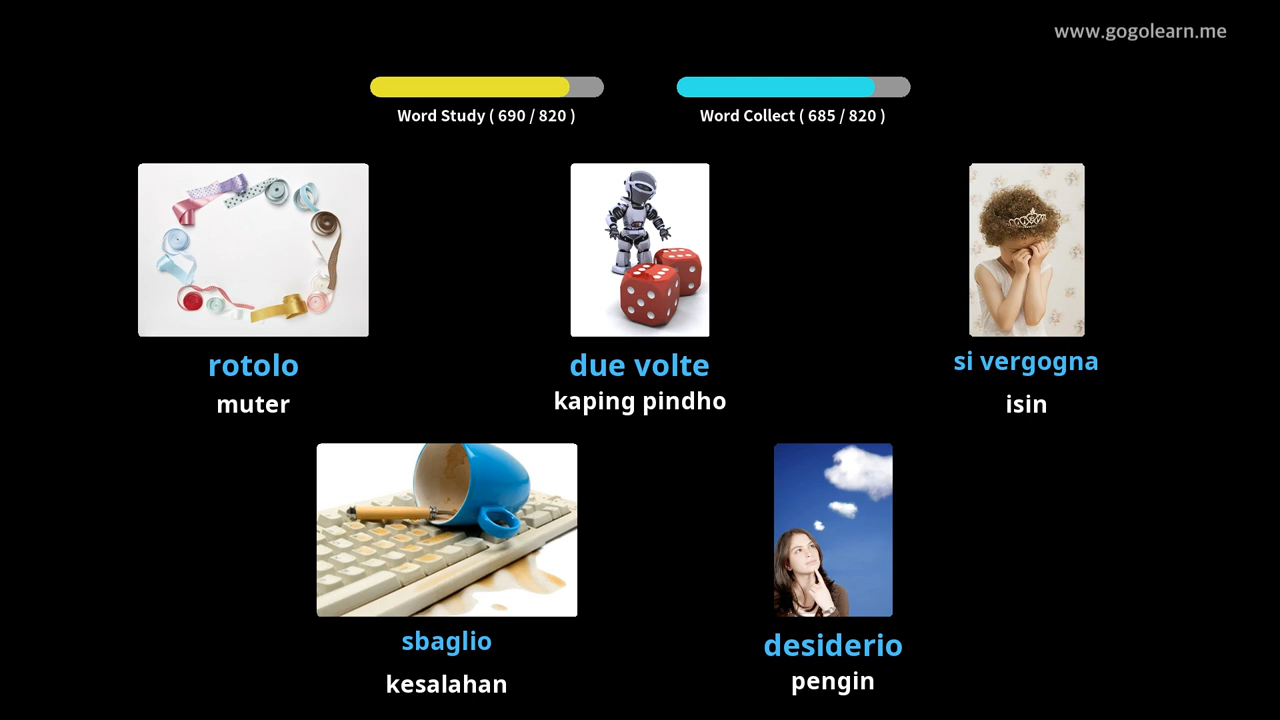 www.gogolearn.me
Word Study ( 690 / 820 )
Word Collect ( 685 / 820 )
rotolo
muter
due volte
kaping pindho
si vergogna
isin
sbaglio
kesalahan
desiderio
pengin